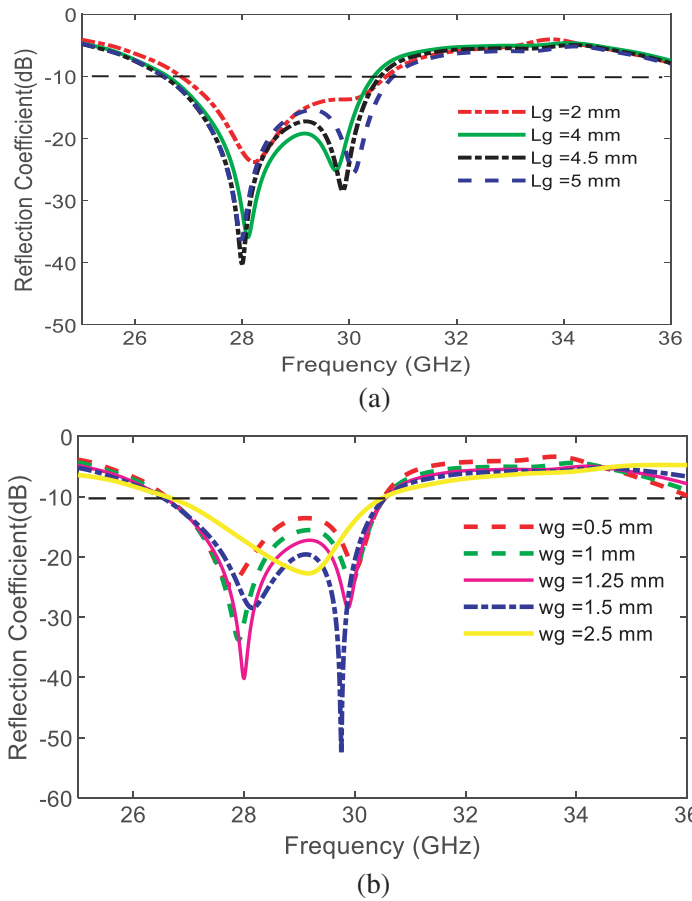 0
-10
-20
-30
-40
-50
Reflection Coefficient(dB)
Lg =2 mm
Lg =4 mm
Lg =4.5 mm
Lg =5 mm
26 28 30 32 34 36
Frequency (GHz)
(a)
0
-10
-20
-30
-40
-50
-60
Reflection Coefficient(dB)
wg =0.5 mm
wg =1 mm
wg =1.25 mm
wg =1.5 mm
wg =2.5 mm
26 28 30 32 34 36
Frequency (GHz)
(b)